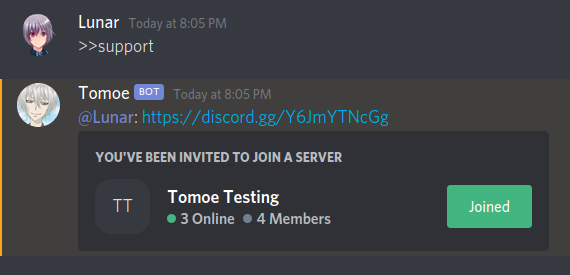 Lunar Today at 8:05 PM
>>support
Tomoe BOT Today at 8:05 PM
@Lunar: https://discord.gg/Y6JmYTNcGg
YOU'VE BEEN INVITED TO JOIN A SERVER
TT
Tomoe Testing
3 Online 4 Members
Joined